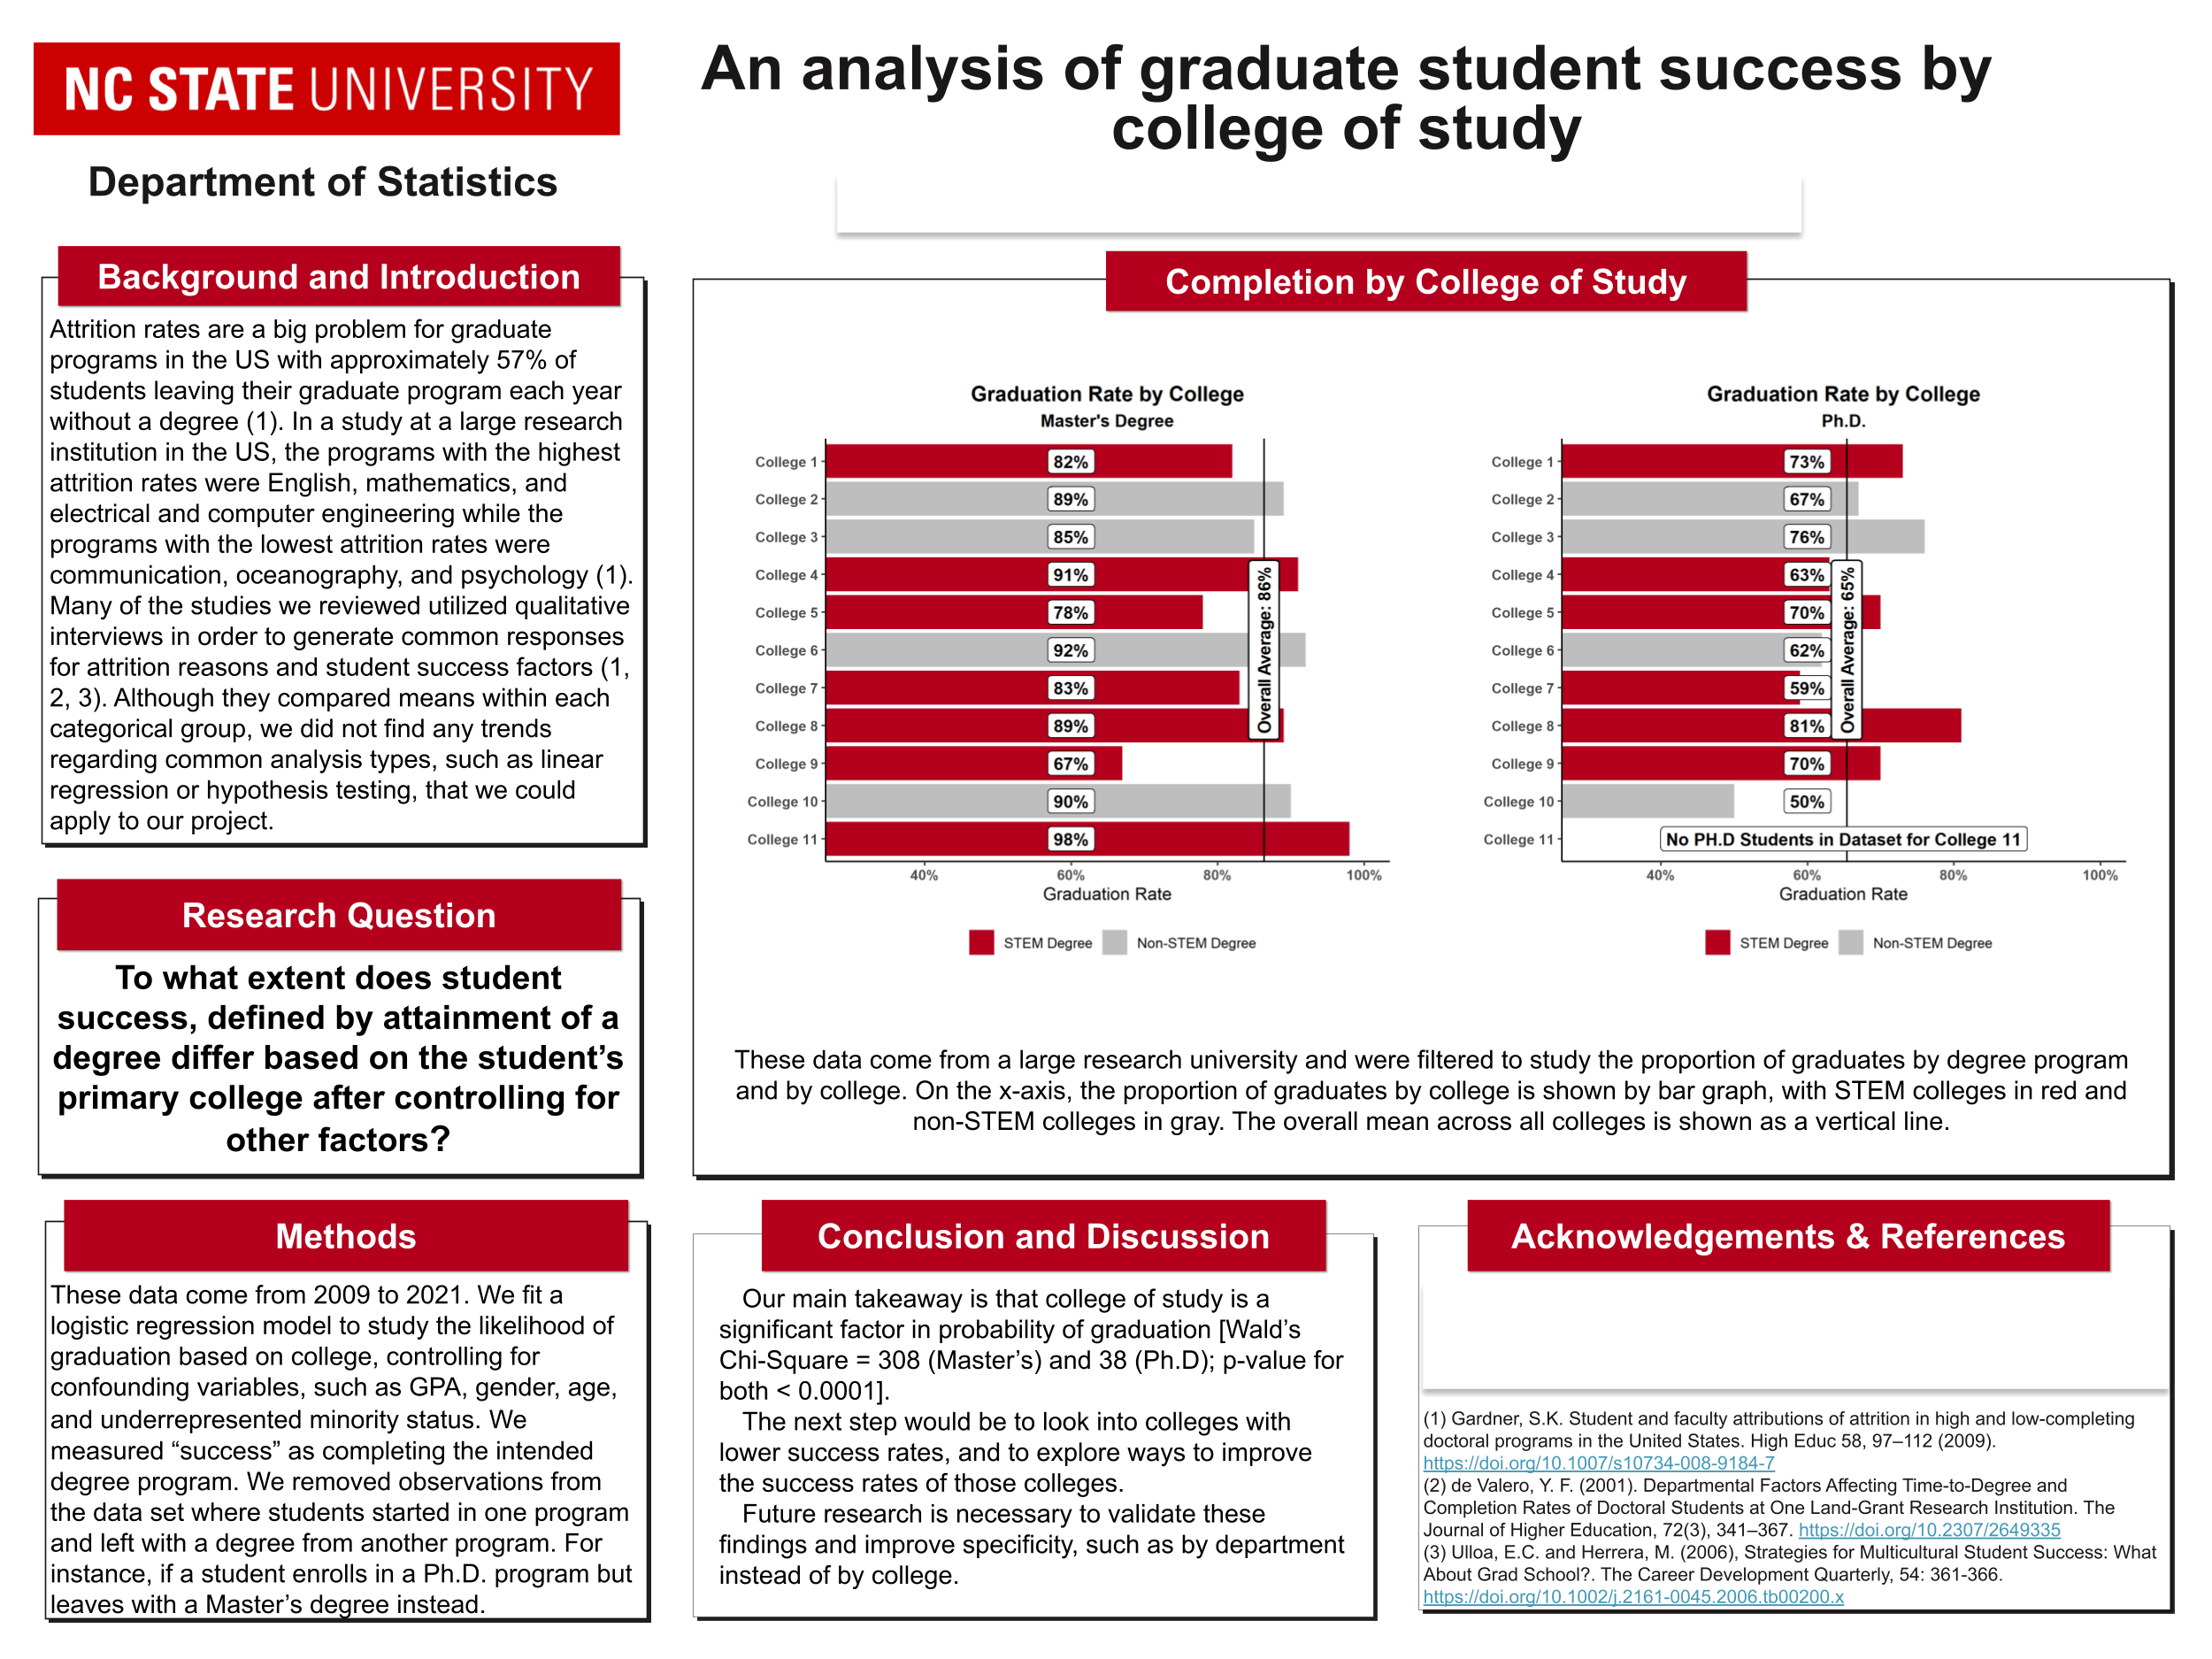 NC STATE UNIVERSITY
Department of Statistics
An analysis of graduate student success by
college of study
Background and Introduction
Attrition rates are a big problem for graduate
programs in the US with approximately 57% of
students leaving their graduate program each year
without a degree (1). In a study at a large research
institution in the US, the programs with the highest
attrition rates were English, mathematics, and
electrical and computer engineering while the
programs with the lowest attrition rates were
communication, oceanography, and psychology (1).
Many of the studies we reviewed utilized qualitative
interviews in order to generate common responses
for attrition reasons and student success factors (1,
2, 3). Although they compared means within each
categorical group, we did not find any trends
regarding common analysis types, such as linear
regression or hypothesis testing, that we could
apply to our project.
Research Question
To what extent does student
success, defined by attainment of a
degree differ based on the student’s
primary college after controlling for
other factors?
Methods
These data come from 2009 to 2021. We fit a
logistic regression model to study the likelihood of
graduation based on college, controlling for
confounding variables, such as GPA, gender, age,
and underrepresented minority status. We
measured “success” as completing the intended
degree program. We removed observations from
the data set where students started in one program
and left with a degree from another program. For
instance, if a student enrolls in a Ph.D. program but
leaves with a Master’s degree instead.
Completion by College of Study
Graduation Rate by College
Master's Degree
College 1 82%
College 2 89%
College 3 85%
College 4 91%
College 5 78%
College 6 92%
College 7 83%
College 8 89%
College 9 67%
College 10 90%
College 11 98%
Overall Average: 86%
40% 60% 80% 100%
Graduation Rate
STEM Degree Non-STEM Degree
Graduation Rate by College
Ph.D.
College 1 73%
College 2 67%
College 3 76%
College 4 63%
College 5 70%
College 6 62%
College 7 59%
College 8 81%
College 9 70%
College 10 50%
College 11 No PH.D Students in Dataset for College 11
Overall Average: 65%
40% 60% 80% 100%
Graduation Rate
STEM Degree Non-STEM Degree
These data come from a large research university and were filtered to study the proportion of graduates by degree program
and by college. On the x-axis, the proportion of graduates by college is shown by bar graph, with STEM colleges in red and
non-STEM colleges in gray. The overall mean across all colleges is shown as a vertical line.
Conclusion and Discussion
Our main takeaway is that college of study is a
significant factor in probability of graduation [Wald’s
Chi-Square = 308 (Master’s) and 38 (Ph.D); p-value for
both < 0.0001].
The next step would be to look into colleges with
lower success rates, and to explore ways to improve
the success rates of those colleges.
Future research is necessary to validate these
findings and improve specificity, such as by department
instead of by college.
Acknowledgements & References
(1) Gardner, S.K. Student and faculty attributions of attrition in high and low-completing
doctoral programs in the United States. High Educ 58, 97–112 (2009).
https://doi.org/10.1007/s10734-008-9184-7
(2) de Valero, Y. F. (2001). Departmental Factors Affecting Time-to-Degree and
Completion Rates of Doctoral Students at One Land-Grant Research Institution. The
Journal of Higher Education, 72(3), 341–367. https://doi.org/10.2307/2649335
(3) Ulloa, E.C. and Herrera, M. (2006), Strategies for Multicultural Student Success: What
About Grad School?. The Career Development Quarterly, 54: 361-366.
https://doi.org/10.1002/j.2161-0045.2006.tb00200.x